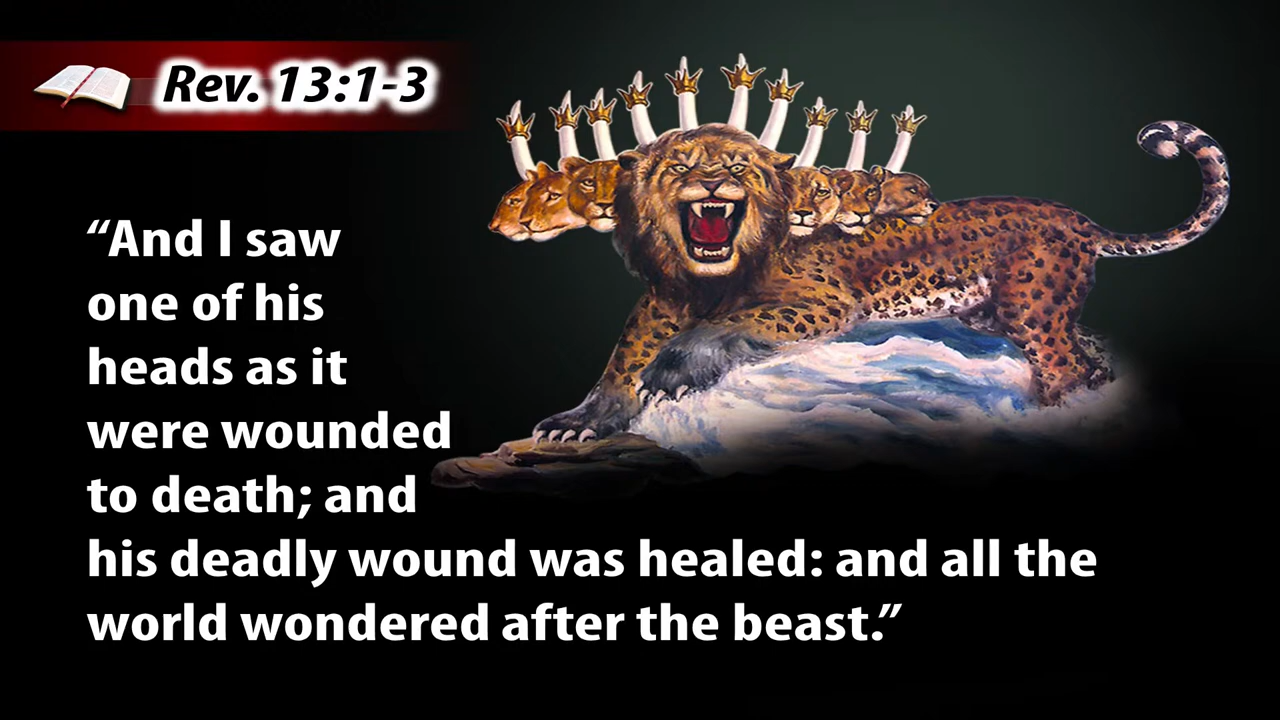 Rev. 13:1-3
“And I saw
one of his
heads as it
were wounded
to death; and
his deadly wound was healed: and all the
world wondered after the beast.”